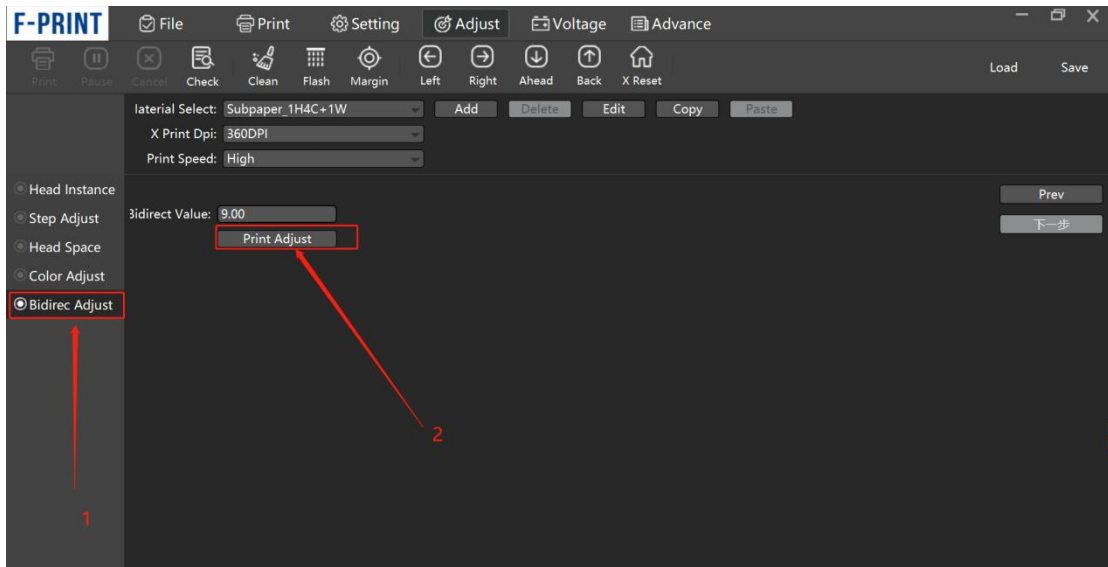 F-PRINT File Print Setting Adjust Voltage Advance
Print Pause Cancel Check Clean Flash Margin Left Right Ahead Back X Reset Load Save
laterial Select: Subpaper_1H4C+1W Add Delete Edit Copy Paste
X Print Dpi: 360DPI
Print Speed: High
Head Instance
Prev
Step Adjust
Bidirect Value: 9.00
下一步
Print Adjust
Head Space
Color Adjust
Bidirec Adjust
2
1